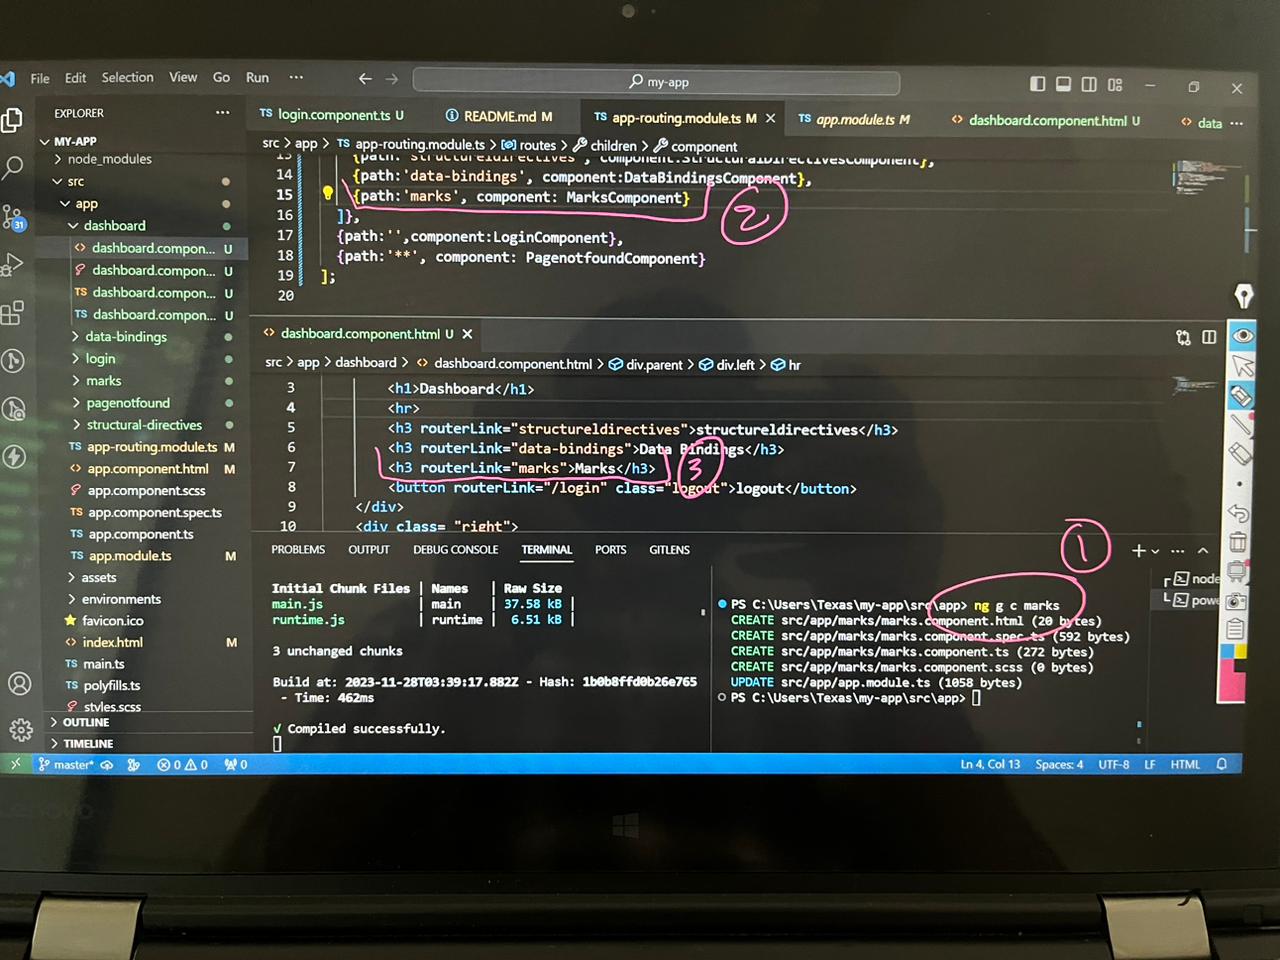 File Edit Selection View Go Run ··· my-app
EXPLORER ···
MY-APP
node_modules
src
app
dashboard
dashboard.compon... U
dashboard.compon... U
TS dashboard.compon... U
TS dashboard.compon... U
data-bindings
login
marks
pagenotfound
structural-directives
TS app-routing.module.ts M
app.component.html M
app.component.scss
TS app.component.spec.ts
TS app.component.ts
TS app.module.ts M
assets
environments
favicon.ico
index.html M
TS main.ts
TS polyfills.ts
styles.scss
OUTLINE
TIMELINE
31
TS login.component.ts U README.md M TS app-routing.module.ts M TS app.module.ts M <> dashboard.component.html U <> data ···
src > app > TS app-routing.module.ts > routes > children > component
13 {path:'structureldirectives', component:StructuralDirectivesComponent},
14 {path:'data-bindings', component:DataBindingsComponent},
15 {path:'marks', component: MarksComponent}
16 ]},
17 {path:'',component:LoginComponent},
18 {path:'**', component: PagenotfoundComponent}
19 ];
20
2
<> dashboard.component.html U
src > app > dashboard > <> dashboard.component.html > div.parent > div.left > hr
3 <h1>Dashboard</h1>
4 <hr>
5 <h3 routerLink="structureldirectives">structureldirectives</h3>
6 <h3 routerLink="data-bindings">Data Bindings</h3>
7 <h3 routerLink="marks">Marks</h3>
8 <button routerLink="/login" class="logout">logout</button>
9 </div>
10 <div class= "right">
3
PROBLEMS OUTPUT DEBUG CONSOLE TERMINAL PORTS GITLENS
1
Initial Chunk Files | Names | Raw Size
main.js | main | 37.58 kB |
runtime.js | runtime | 6.51 kB |
3 unchanged chunks
Build at: 2023-11-28T03:39:17.882Z - Hash: 1b0b8ffd0b26e765
- Time: 462ms
√ Compiled successfully.
PS C:\Users\Texas\my-app\src\app> ng g c marks
CREATE src/app/marks/marks.component.html (20 bytes)
CREATE src/app/marks/marks.component.spec.ts (592 bytes)
CREATE src/app/marks/marks.component.ts (272 bytes)
CREATE src/app/marks/marks.component.scss (0 bytes)
UPDATE src/app/app.module.ts (1058 bytes)
PS C:\Users\Texas\my-app\src\app>
node
powe
master* 0 0 0 Ln 4, Col 13 Spaces: 4 UTF-8 LF HTML